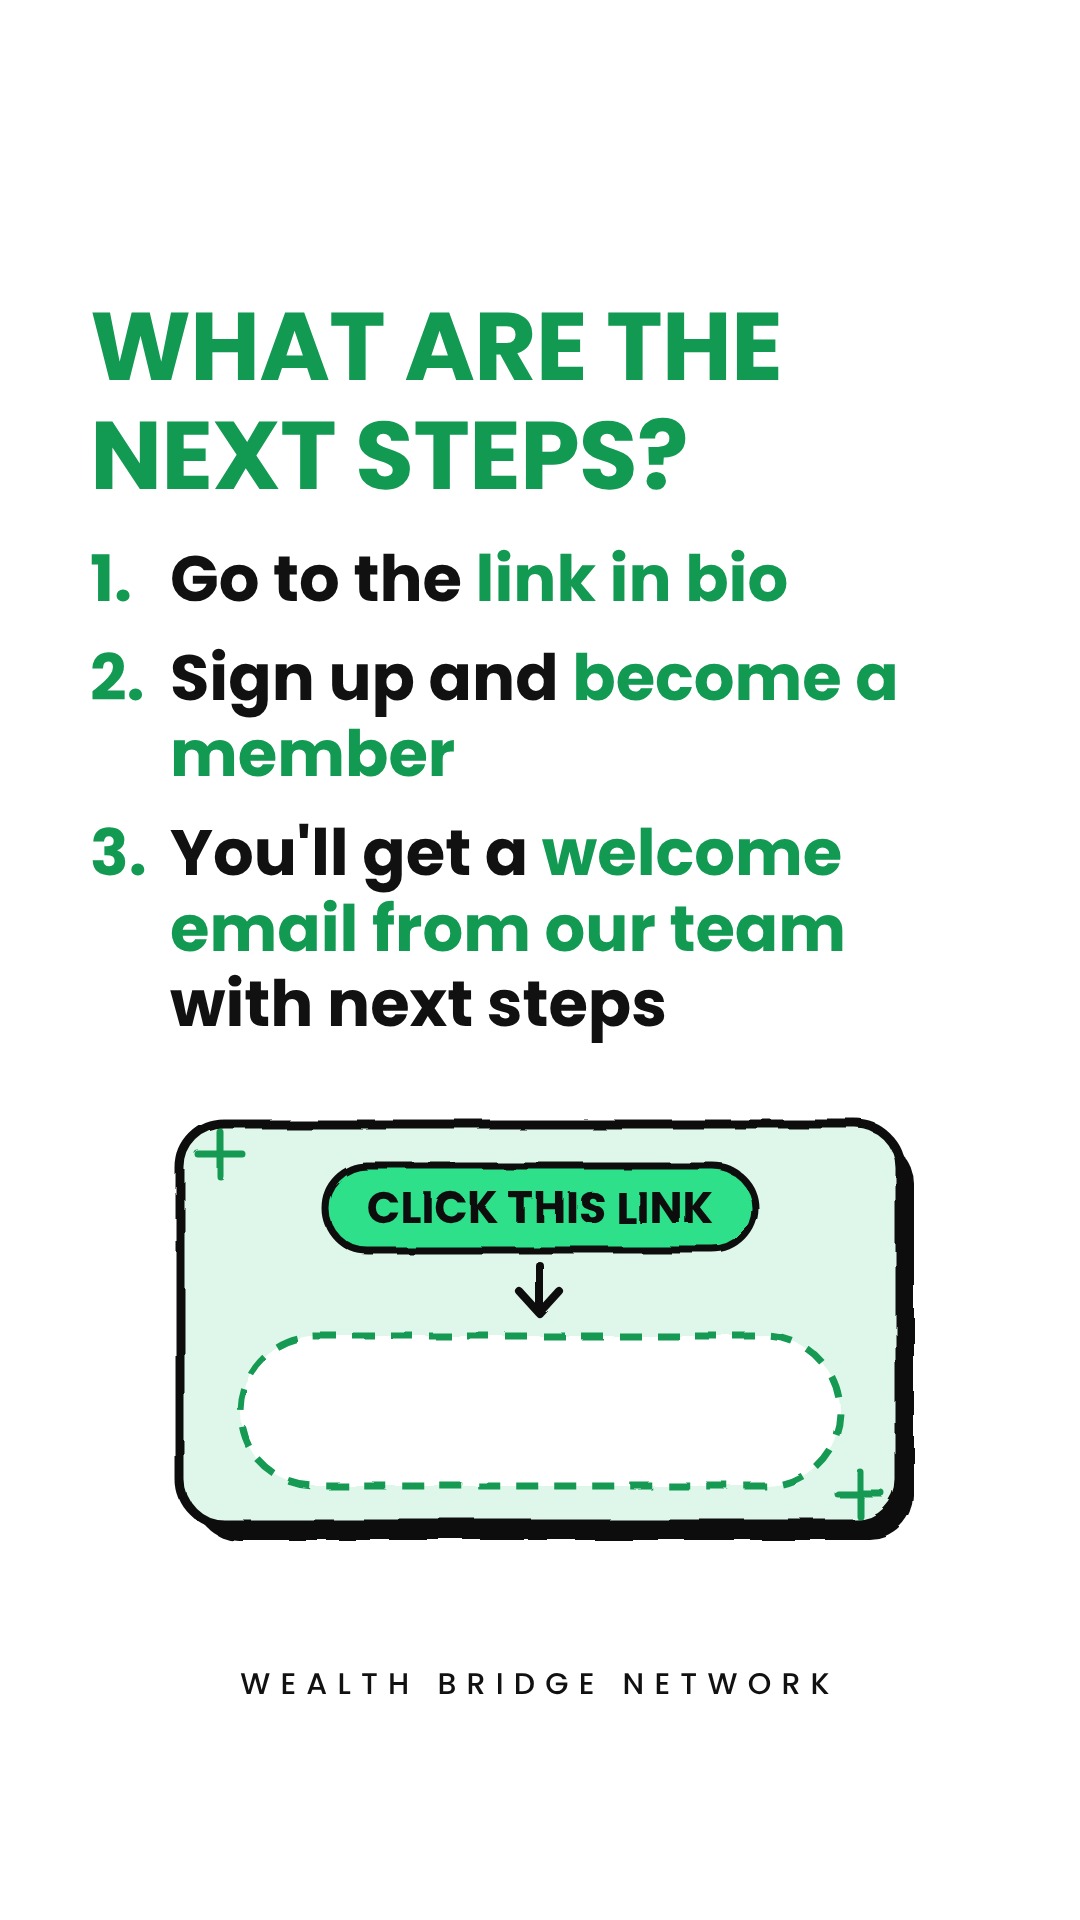 WHAT ARE THE
NEXT STEPS?
1. Go to the link in bio
2. Sign up and become a
member
3. You'll get a welcome
email from our team
with next steps
CLICK THIS LINK
WEALTH BRIDGE NETWORK